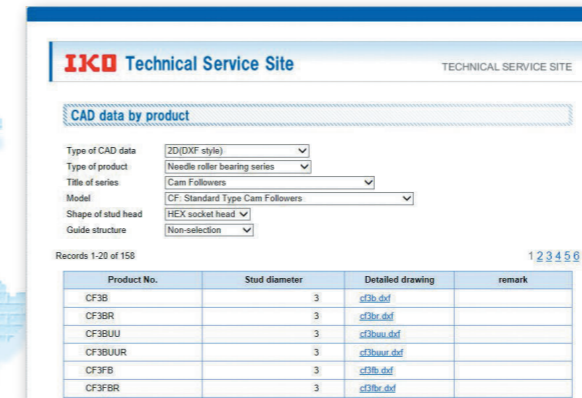 IKO Technical Service Site
TECHNICAL SERVICE SITE
CAD data by product
Type of CAD data 2D(DXF style)
Type of product Needle roller bearing series
Title of series Cam Followers
Model CF: Standard Type Cam Followers
Shape of stud head HEX socket head
Guide structure Non-selection
Records 1-20 of 158 1 2 3 4 5 6
Product No. Stud diameter Detailed drawing remark
CF3B 3 cf3b.dxf
CF3BR 3 cf3br.dxf
CF3BUU 3 cf3buu.dxf
CF3BUUR 3 cf3buur.dxf
CF3FB 3 cf3fb.dxf
CF3FBR 3 cf3fbr.dxf